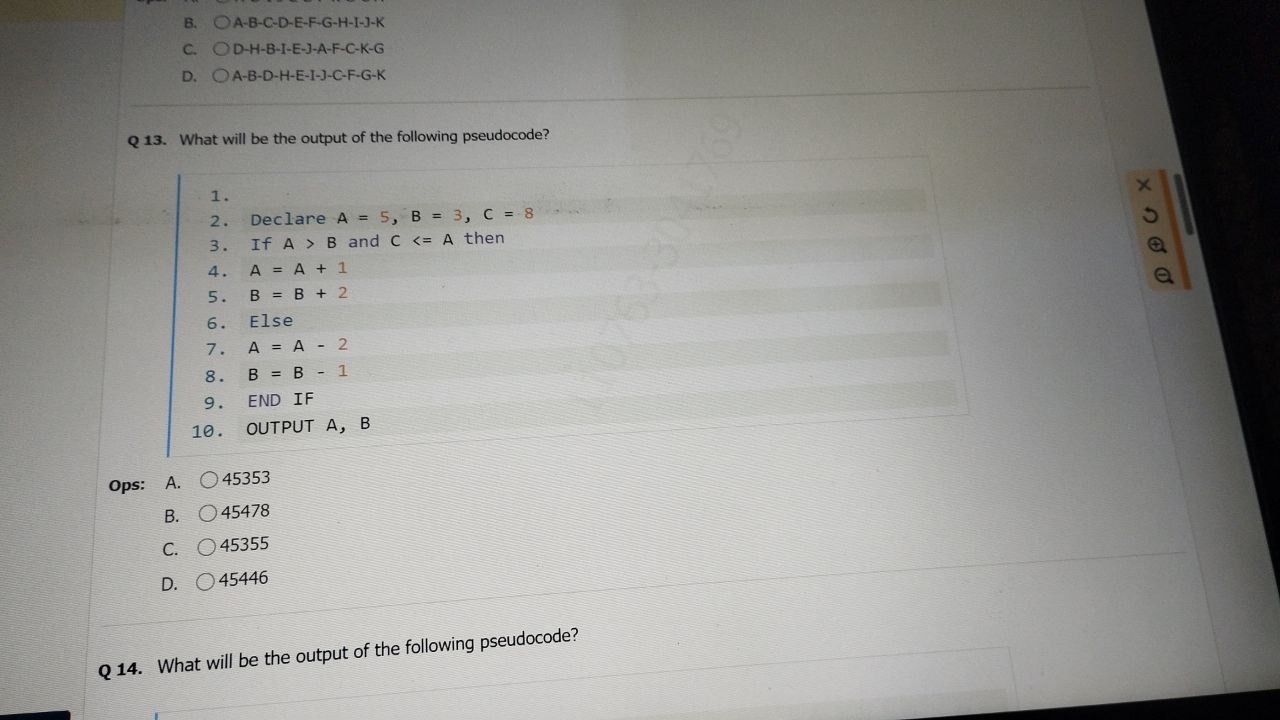 B. A-B-C-D-E-F-G-H-I-J-K
C. D-H-B-I-E-J-A-F-C-K-G
D. A-B-D-H-E-I-J-C-F-G-K
Q 13. What will be the output of the following pseudocode?
1.
2. Declare A = 5, B = 3, C = 8
3. If A > B and C <= A then
4. A = A + 1
5. B = B + 2
6. Else
7. A = A - 2
8. B = B - 1
9. END IF
10. OUTPUT A, B
Ops: A. 45353
B. 45478
C. 45355
D. 45446
Q 14. What will be the output of the following pseudocode?